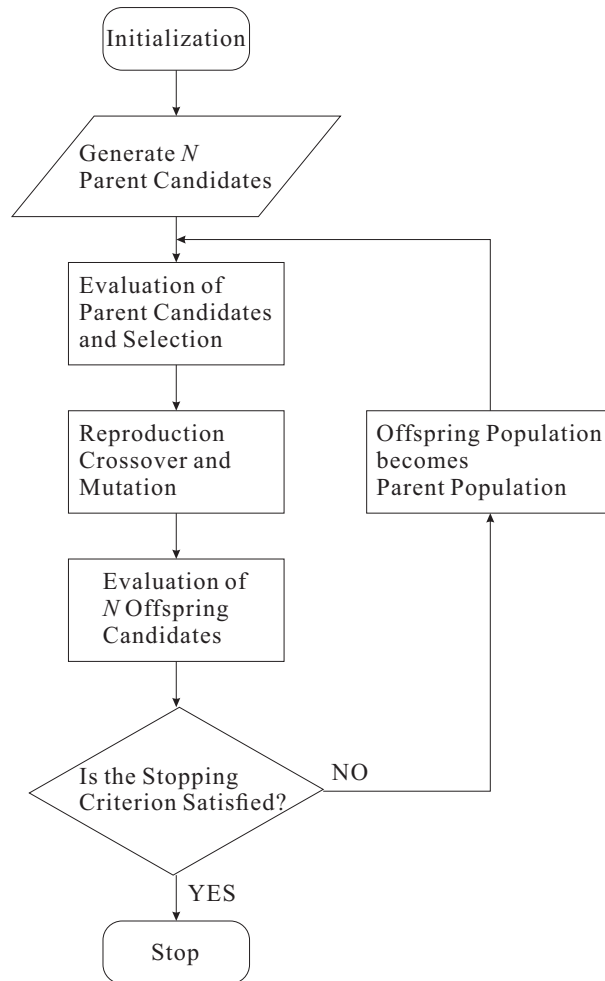 Initialization
Generate N
Parent Candidates
Evaluation of
Parent Candidates
and Selection
Reproduction
Crossover and
Mutation
Offspring Population
becomes
Parent Population
Evaluation of
N Offspring
Candidates
Is the Stopping
Criterion Satisfied?
NO
YES
Stop